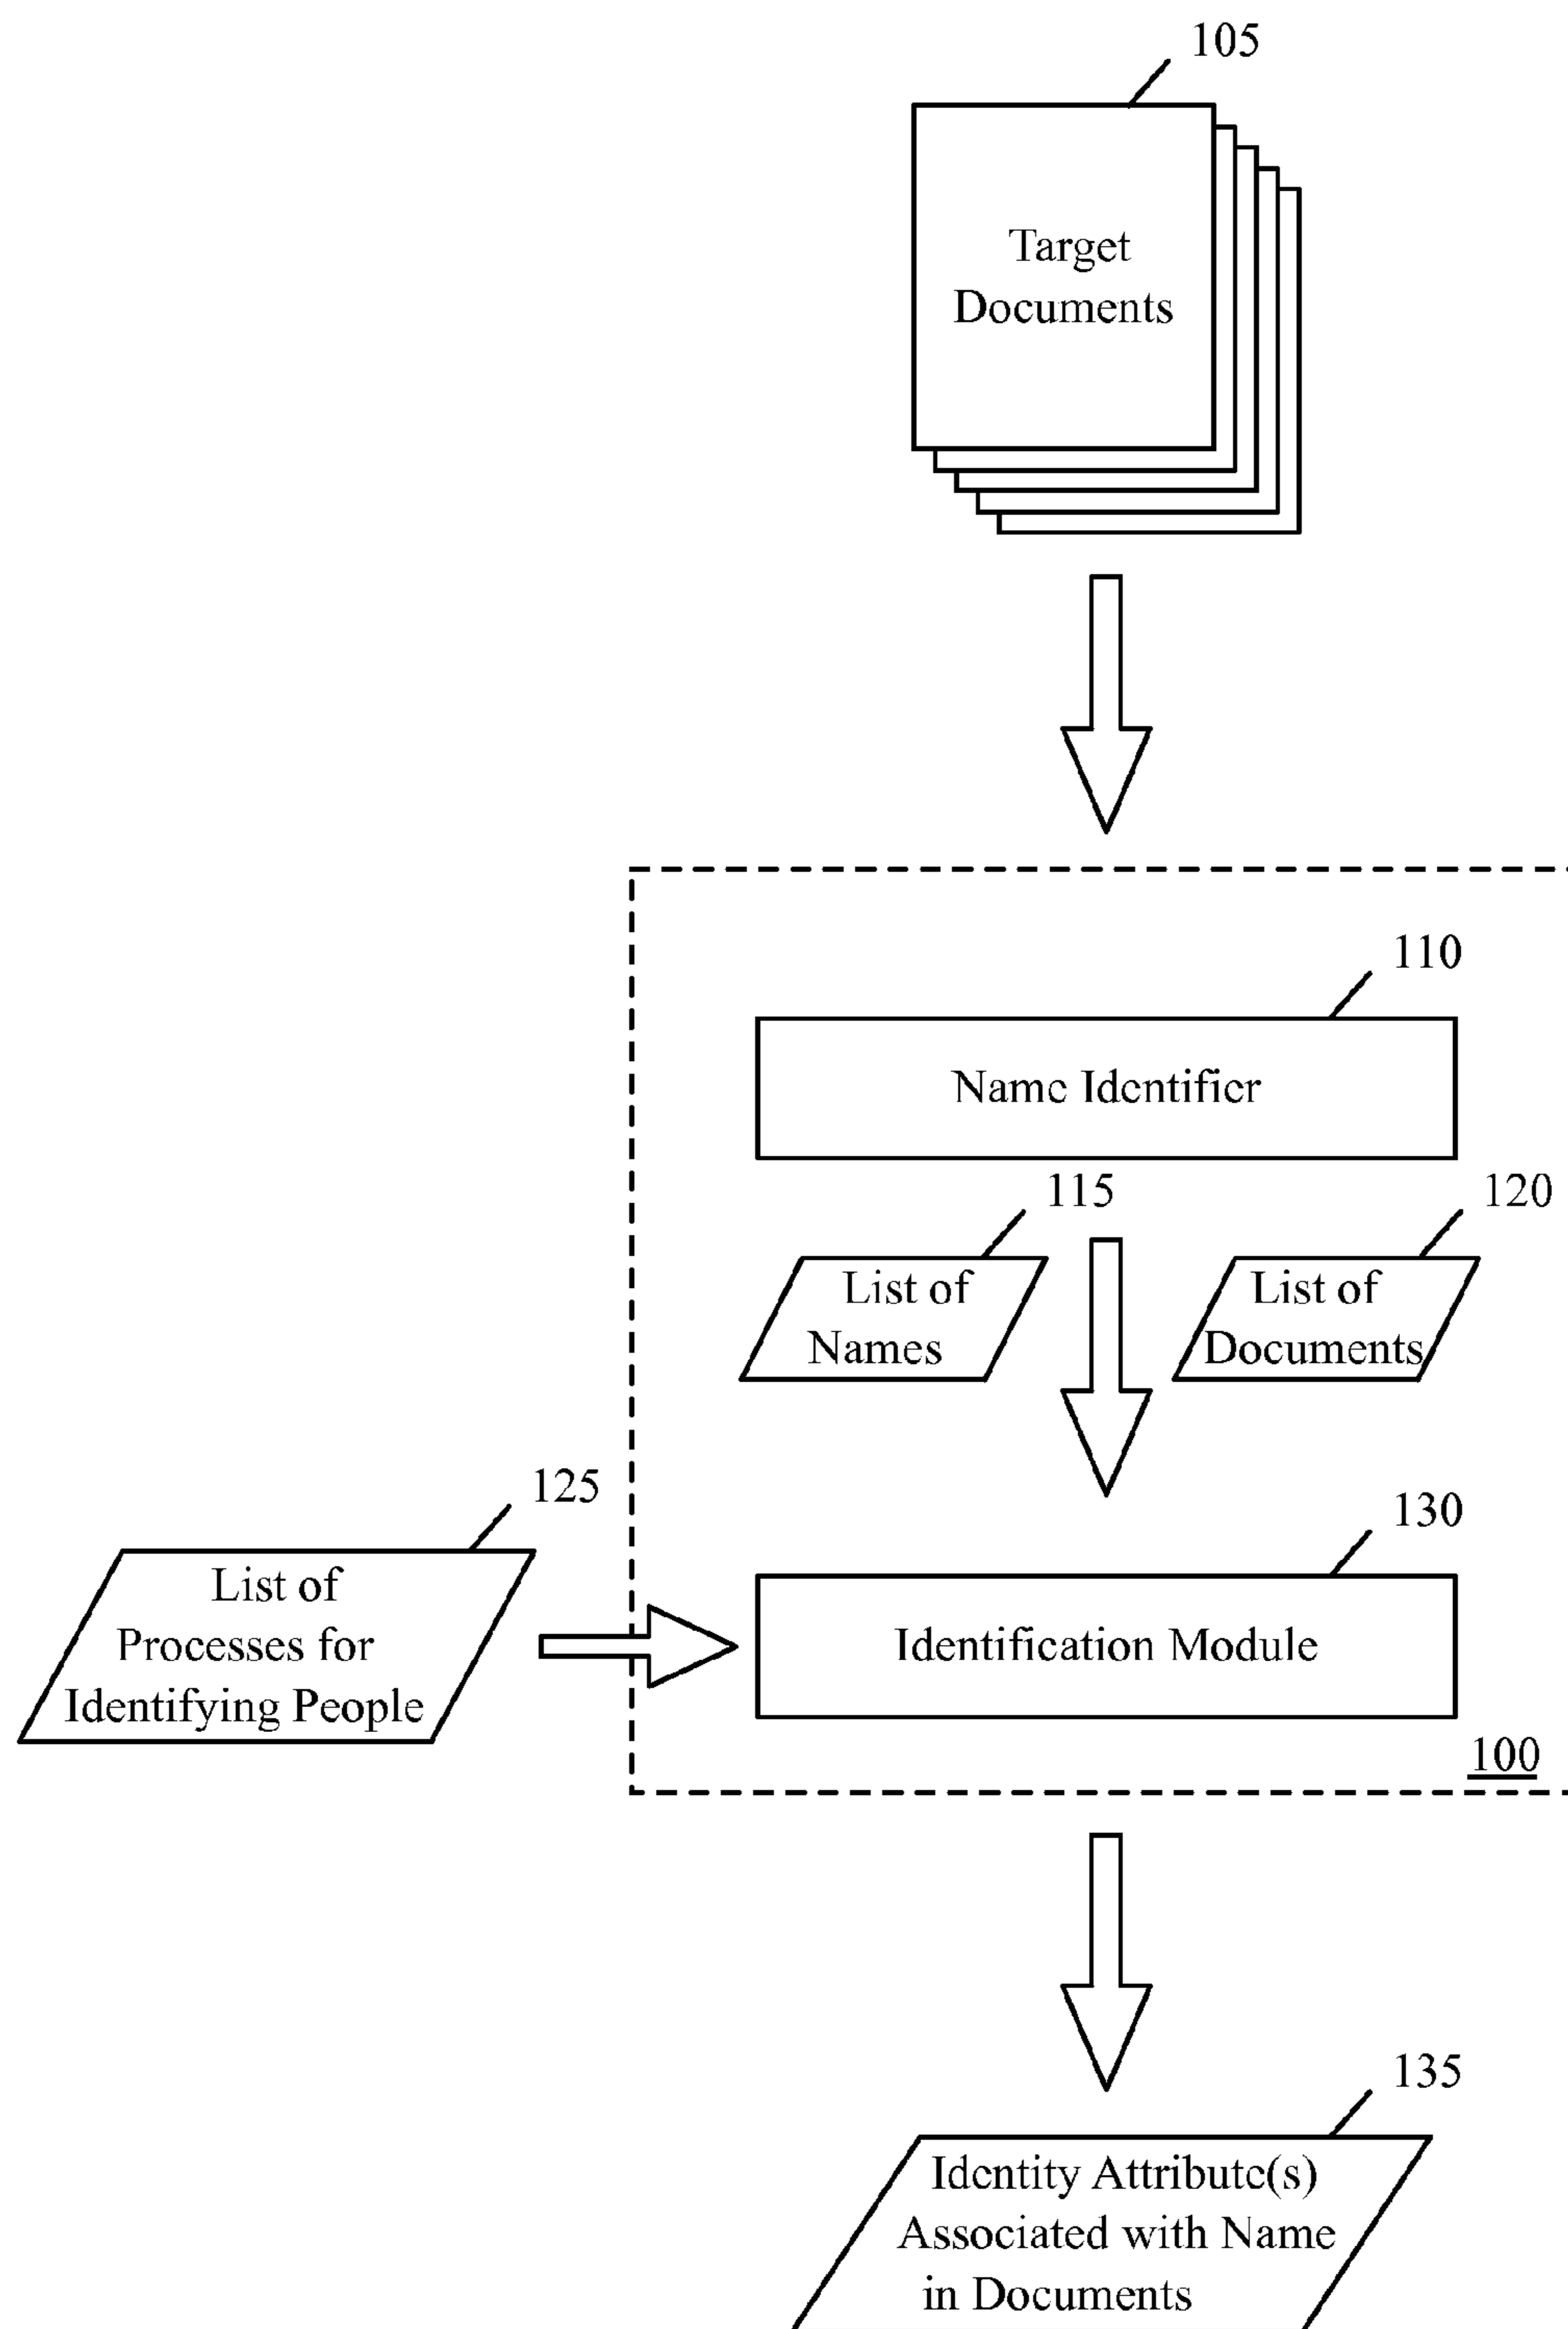 105
Target
Documents
110
Name Identifier
115
120
List of
Names
List of
Documents
125
130
List of
Processes for
Identifying People
Identification Module
100
135
Identity Attribute(s)
Associated with Name
in Documents